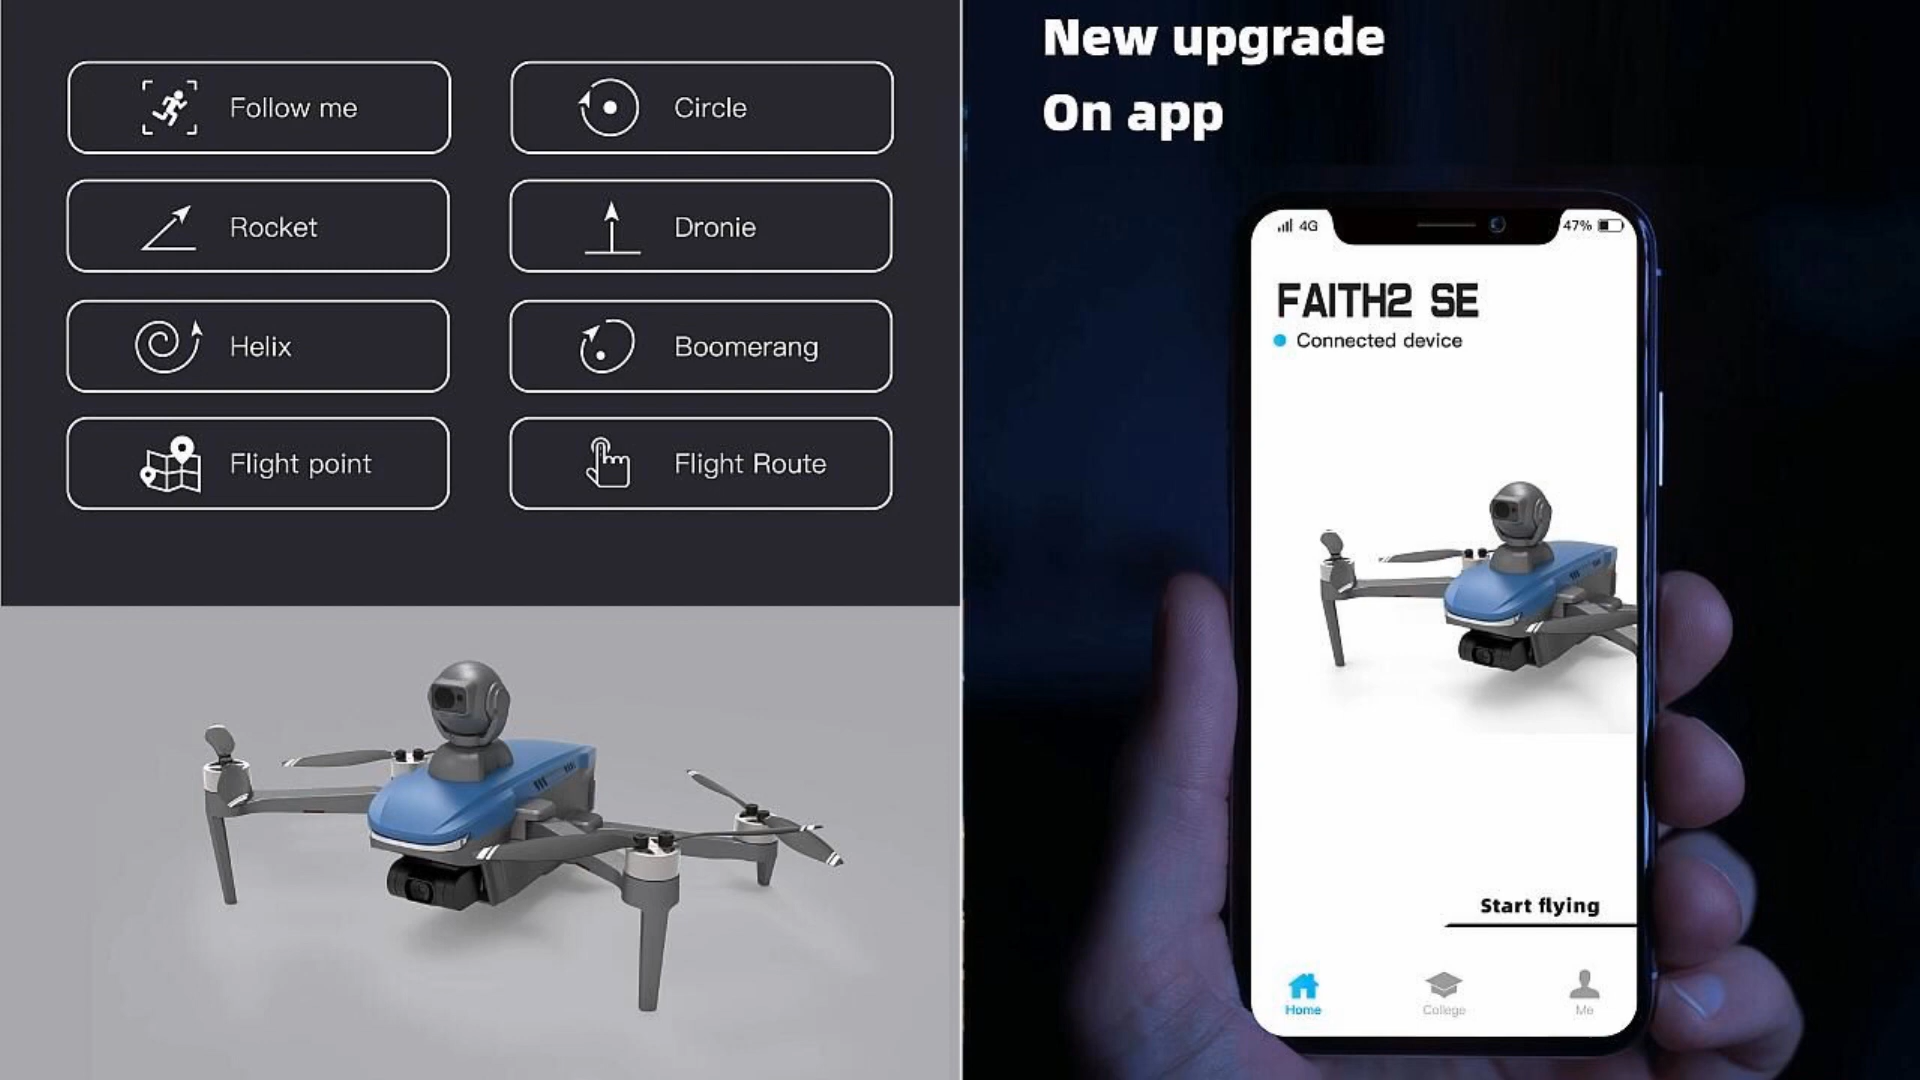 Follow me
Circle
Rocket
Dronie
Helix
Boomerang
Flight point
Flight Route
New upgrade
On app
4G
47%
FAITH2 SE
Connected device
Start flying
Home
College
Me